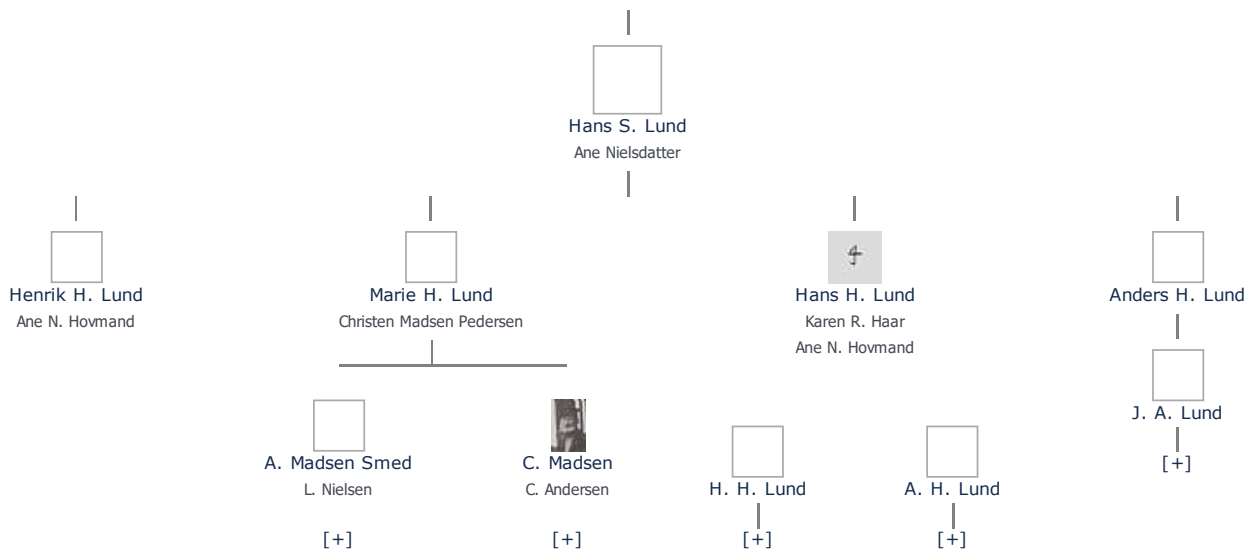 Hans S. Lund
Ane Nielsdatter
Henrik H. Lund
Ane N. Hovmand
Marie H. Lund
Christen Madsen Pedersen
Hans H. Lund
Karen R. Haar
Ane N. Hovmand
Anders H. Lund
A. Madsen Smed
L. Nielsen
[+]
C. Madsen
C. Andersen
[+]
H. H. Lund
[+]
A. H. Lund
[+]
J. A. Lund
[+]